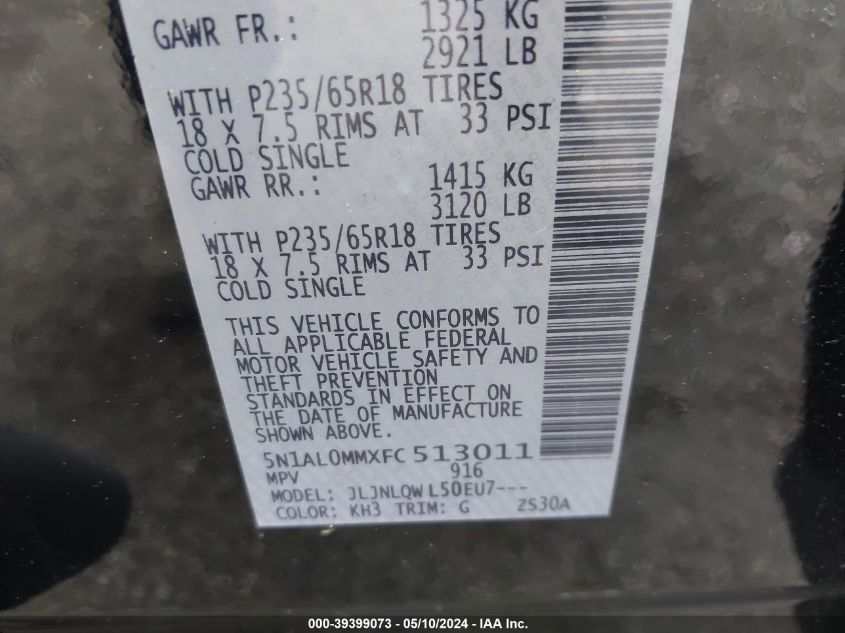 GAWR FR.: 1325 KG
2921 LB
WITH P235/65R18 TIRES
18 X 7.5 RIMS AT 33 PSI
COLD SINGLE
GAWR RR.: 1415 KG
3120 LB
WITH P235/65R18 TIRES
18 X 7.5 RIMS AT 33 PSI
COLD SINGLE
THIS VEHICLE CONFORMS TO
ALL APPLICABLE FEDERAL
MOTOR VEHICLE SAFETY AND
THEFT PREVENTION
STANDARDS IN EFFECT ON
THE DATE OF MANUFACTURE
SHOWN ABOVE.
5N1AL0MMXFC513011
MPV 916
MODEL: JLJNLQWL50EU7---
COLOR: KH3 TRIM: G ZS30A
000-39399073 - 05/10/2024 - IAA Inc.